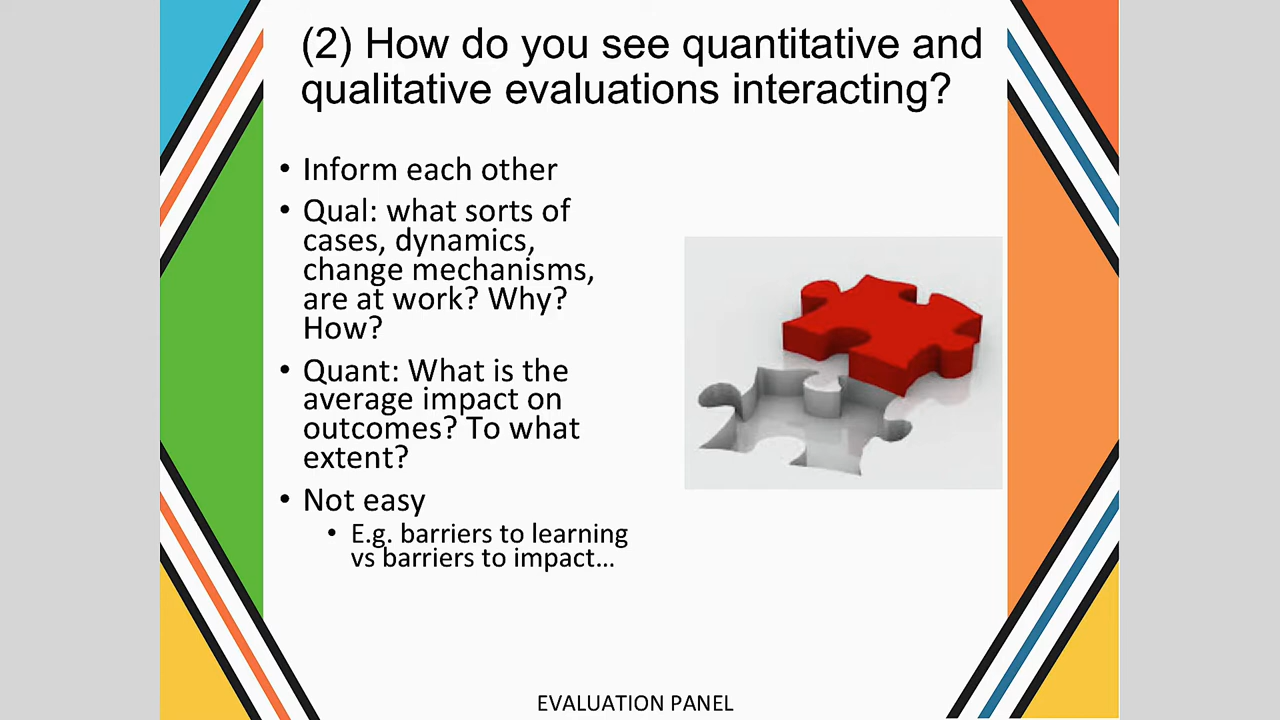 (2) How do you see quantitative and
qualitative evaluations interacting?
• Inform each other
• Qual: what sorts of
cases, dynamics,
change mechanisms,
are at work? Why?
How?
• Quant: What is the
average impact on
outcomes? To what
extent?
• Not easy
• E.g. barriers to learning
vs barriers to impact...
EVALUATION PANEL